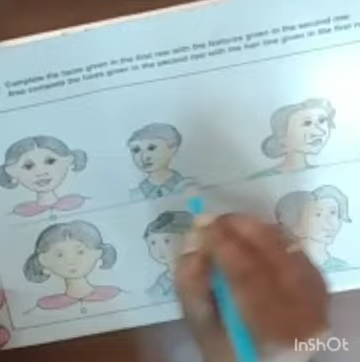 Complete the faces given in the first row with the features given in the second row.
Also complete the faces given in the second row with the hair line given in the first
InShOt